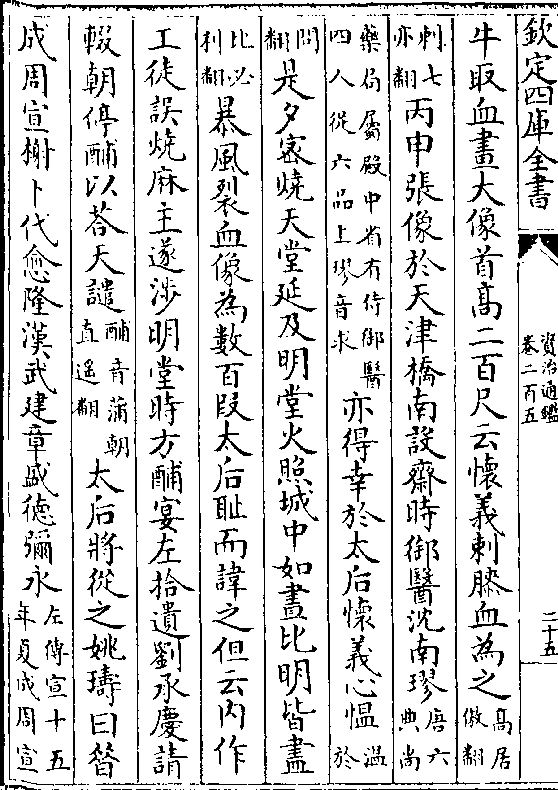 欽定四庫全書
資治通鑑
卷二百五
二十五
牛取血畫大像首髙二百尺云懷義刺膝血為之髙居
傲翻
刺七
亦翻丙申張像於天津橋南設齋時御醫沈南璆唐六
典尚
藥局屬殿中省有侍御醫
四人從六品上璆音求亦得幸於太后懷義心愠温
於
問
翻是夕密燒天堂延及明堂火照城中如晝比明皆盡
比必
利翻暴風裂血像為數百段太后耻而諱之但云内作
工徒誤燒麻主遂涉明堂時方酺宴左拾遺劉承慶請
輟朝停酺以荅天譴酺音蒲朝
直遥翻太后將從之姚璹曰昔
成周宣榭卜代愈隆漢武建章盛德彌永左傳宣十五
年夏成周宣